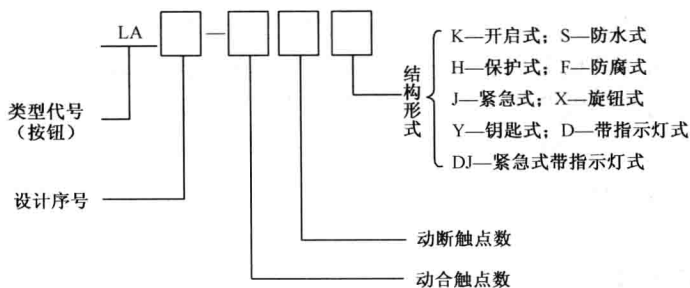 LA
—
类型代号
（按钮）
设计序号
结构形式
K—开启式；S—防水式
H—保护式；F—防腐式
J—紧急式；X—旋钮式
Y—钥匙式；D—带指示灯式
DJ—紧急式带指示灯式
动断触点数
动合触点数